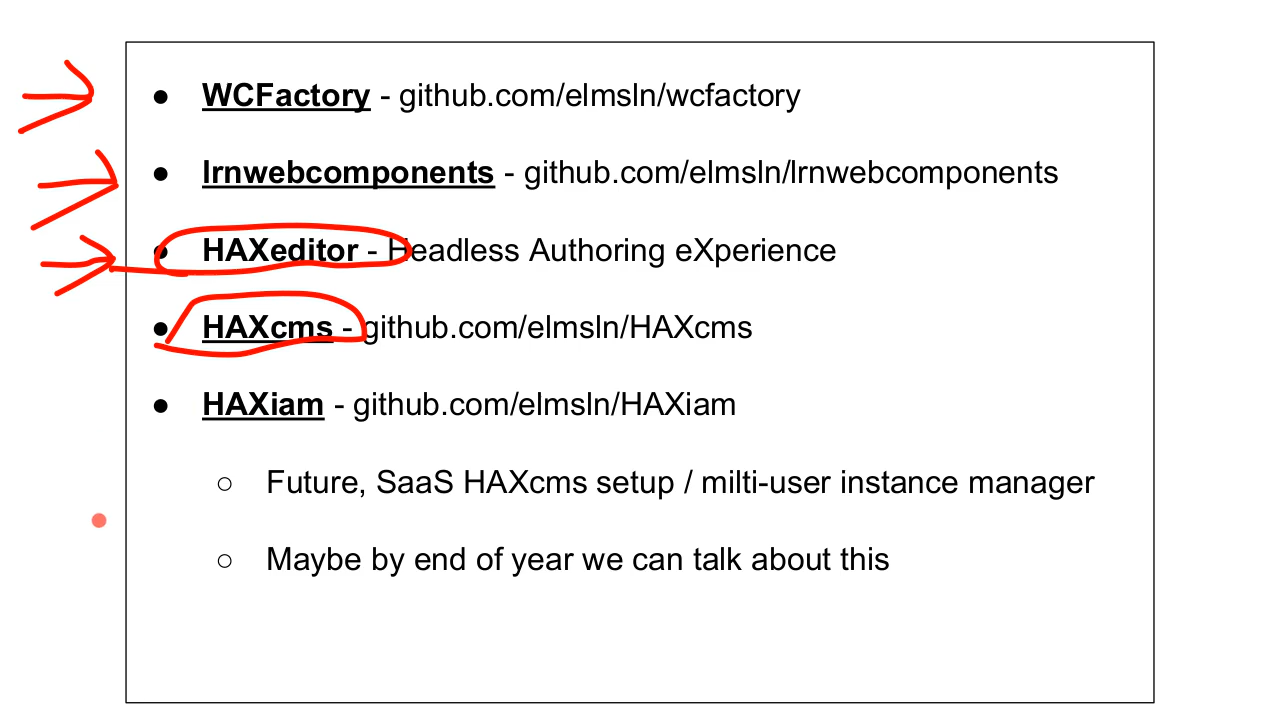 ● WCFactory - github.com/elmsln/wcfactory
● lrnwebcomponents - github.com/elmsln/lrnwebcomponents
● HAXeditor - Headless Authoring eXperience
● HAXcms - github.com/elmsln/HAXcms
● HAXiam - github.com/elmsln/HAXiam
○ Future, SaaS HAXcms setup / milti-user instance manager
○ Maybe by end of year we can talk about this